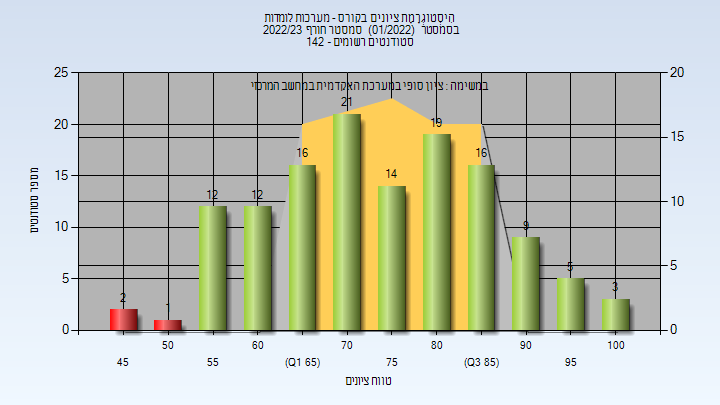 היסטוגרמת ציונים בקורס - מערכות לומדות
בסמסטר (01/2022) סמסטר חורף 2022/23
סטודנטים רשומים - 142
במשימה : ציון סופי במערכת האקדמית במחשב המרכזי
25 20 15 10 5 0
מספר סטודנטים
20 15 10 5 0
2 1 12 12 16 21 14 19 16 9 5 3
50 60 70 80 90 100
45 55 (Q1 65) 75 (Q3 85) 95
טווח ציונים